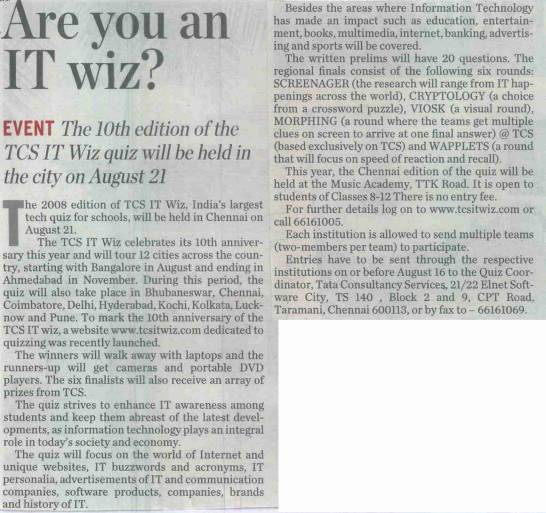 Are you an
IT wiz?
EVENT The 10th edition of the
TCS IT Wiz quiz will be held in
the city on August 21
The 2008 edition of TCS IT Wiz, India's largest
tech quiz for schools, will be held in Chennai on
August 21.
The TCS IT Wiz celebrates its 10th anniver-
sary this year and will tour 12 cities across the coun-
try, starting with Bangalore in August and ending in
Ahmedabad in November. During this period, the
quiz will also take place in Bhubaneswar, Chennai,
Coimbatore, Delhi, Hyderabad, Kochi, Kolkata, Luck-
now and Pune. To mark the 10th anniversary of the
TCS IT wiz, a website www.tcsitwiz.com dedicated to
quizzing was recently launched.
The winners will walk away with laptops and the
runners-up will get cameras and portable DVD
players. The six finalists will also receive an array of
prizes from TCS.
The quiz strives to enhance IT awareness among
students and keep them abreast of the latest devel-
opments, as information technology plays an integral
role in today's society and economy.
The quiz will focus on the world of Internet and
unique websites, IT buzzwords and acronyms, IT
personalia, advertisements of IT and communication
companies, software products, companies, brands
and history of IT.
Besides the areas where Information Technology
has made an impact such as education, entertain-
ment, books, multimedia, internet, banking, advertis-
ing and sports will be covered.
The written prelims will have 20 questions. The
regional finals consist of the following six rounds:
SCREENAGER (the research will range from IT hap-
penings across the world), CRYPTOLOGY (a choice
from a crossword puzzle), VIOSK (a visual round),
MORPHING (a round where the teams get multiple
clues on screen to arrive at one final answer) @ TCS
(based exclusively on TCS) and WAPPLETS (a round
that will focus on speed of reaction and recall).
This year, the Chennai edition of the quiz will be
held at the Music Academy, TTK Road. It is open to
students of Classes 8-12 There is no entry fee.
For further details log on to www.tcsitwiz.com or
call 66161005.
Each institution is allowed to send multiple teams
(two-members per team) to participate.
Entries have to be sent through the respective
institutions on or before August 16 to the Quiz Coor-
dinator, Tata Consultancy Services, 21/22 Elnet Soft-
ware City, TS 140 , Block 2 and 9, CPT Road,
Taramani, Chennai 600113, or by fax to – 66161069.